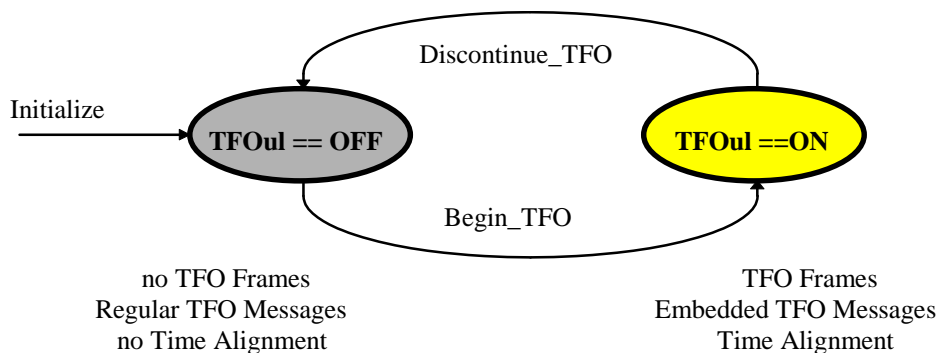 Discontinue_TFO
Initialize
TFOul == OFF
TFOul ==ON
Begin_TFO
no TFO Frames
Regular TFO Messages
no Time Alignment
TFO Frames
Embedded TFO Messages
Time Alignment